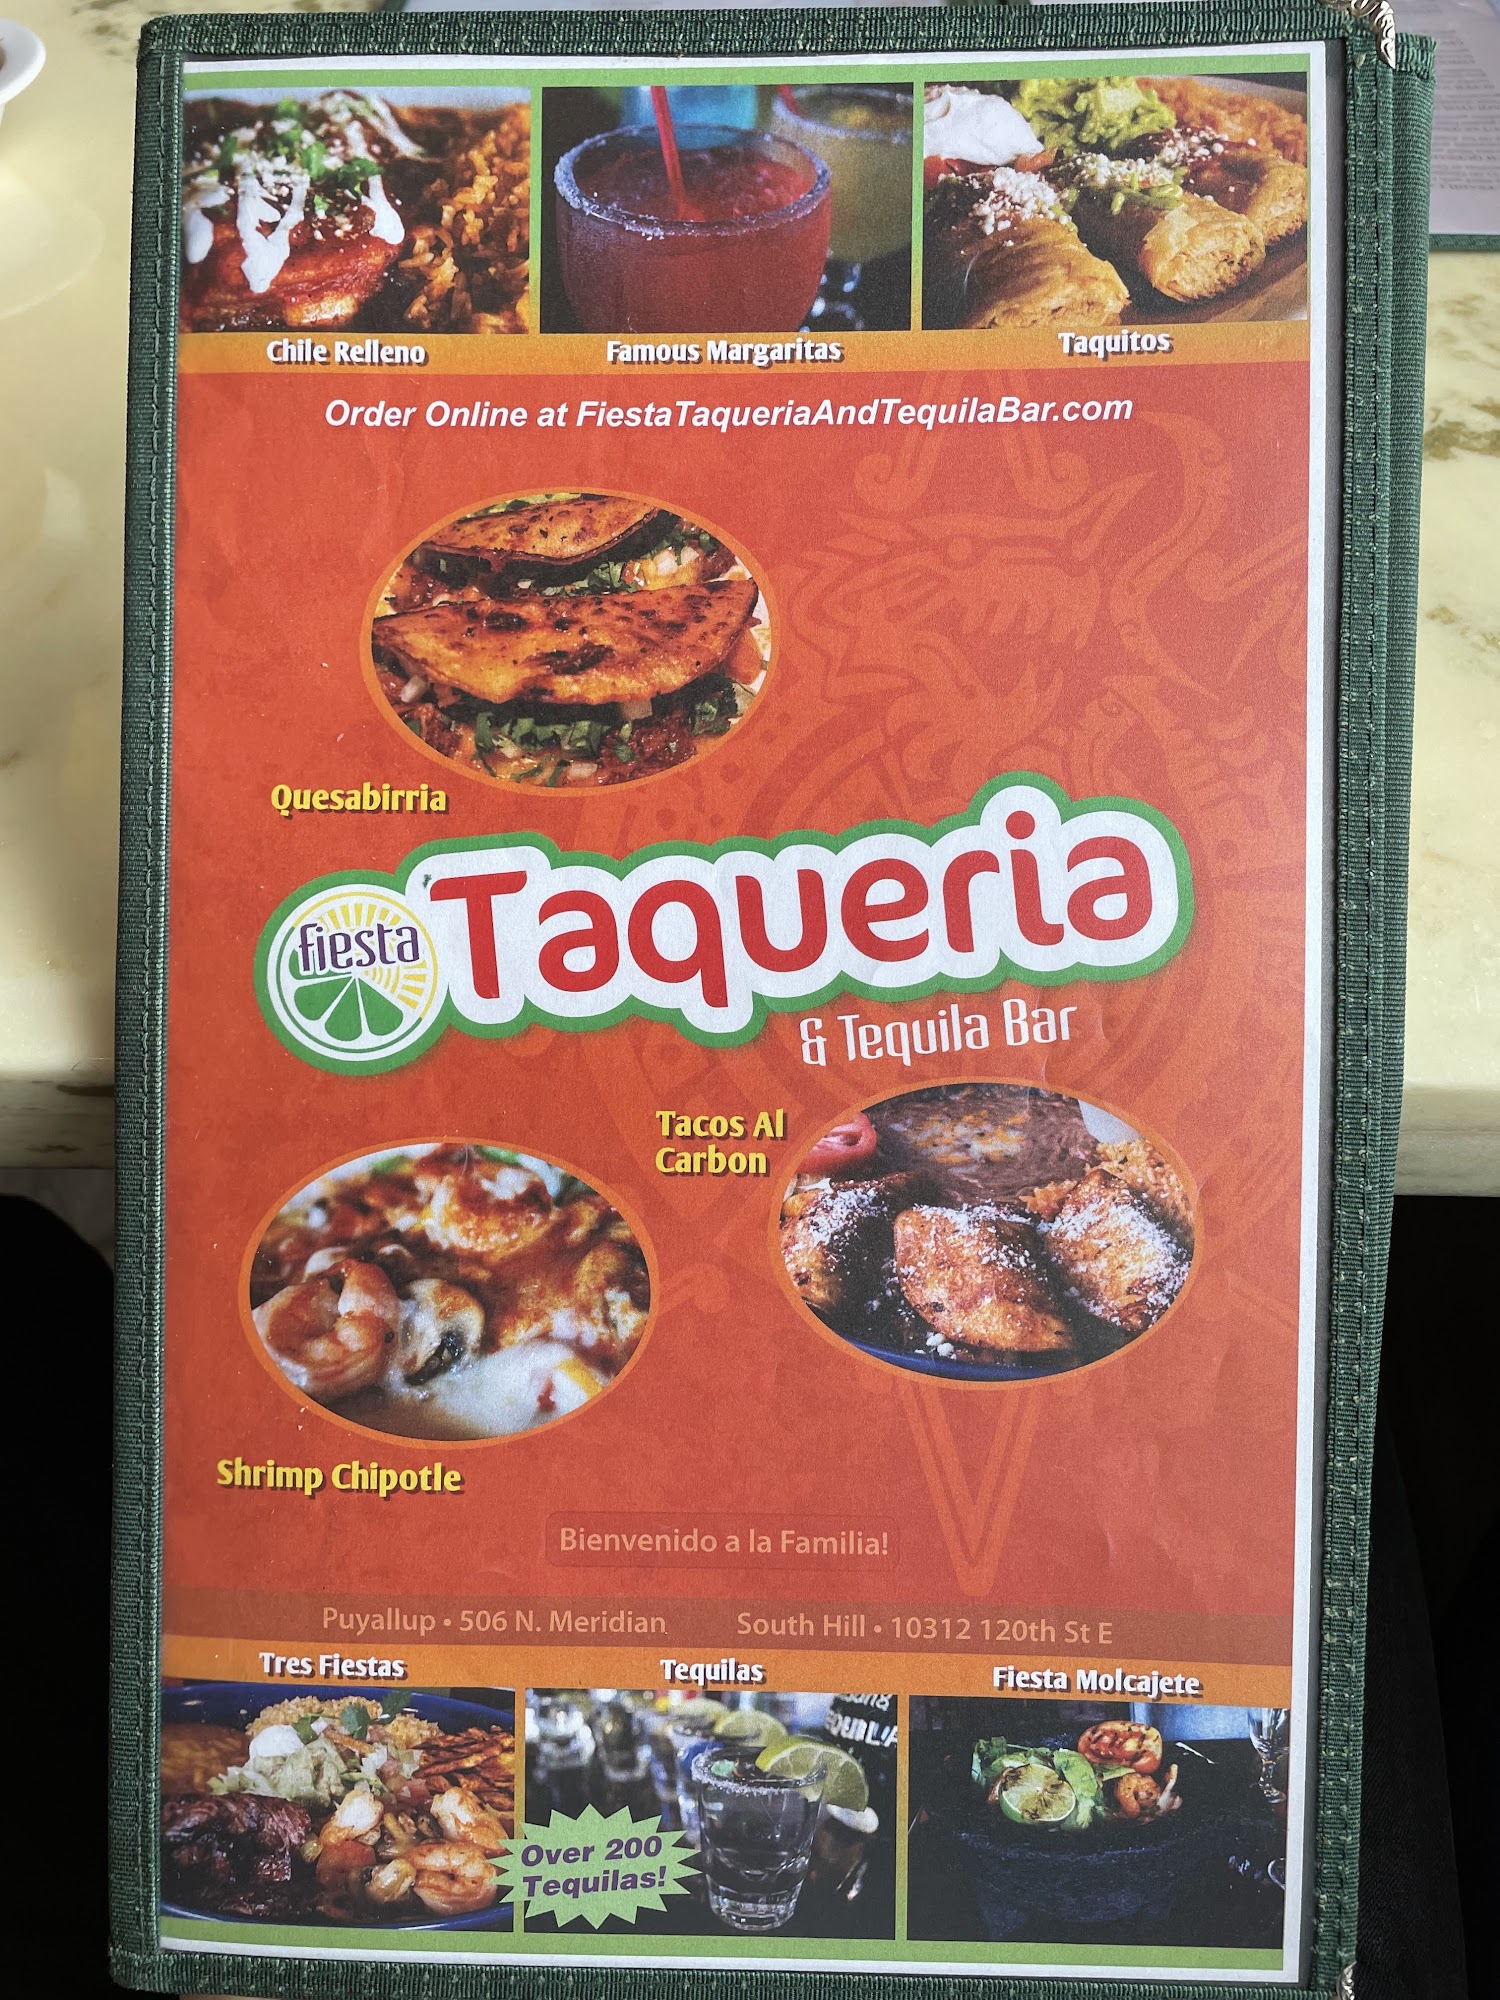 Chile Relleno
Famous Margaritas
Taquitos
Order Online at FiestaTaqueriaAndTequilaBar.com
Quesabirria
fiesta
Taqueria
& Tequila Bar
Tacos Al
Carbon
Shrimp Chipotle
Bienvenido a la Familia!
Puyallup • 506 N. Meridian
South Hill • 10312 120th St E
Tres Fiestas
Tequilas
Fiesta Molcajete
Over 200
Tequilas!